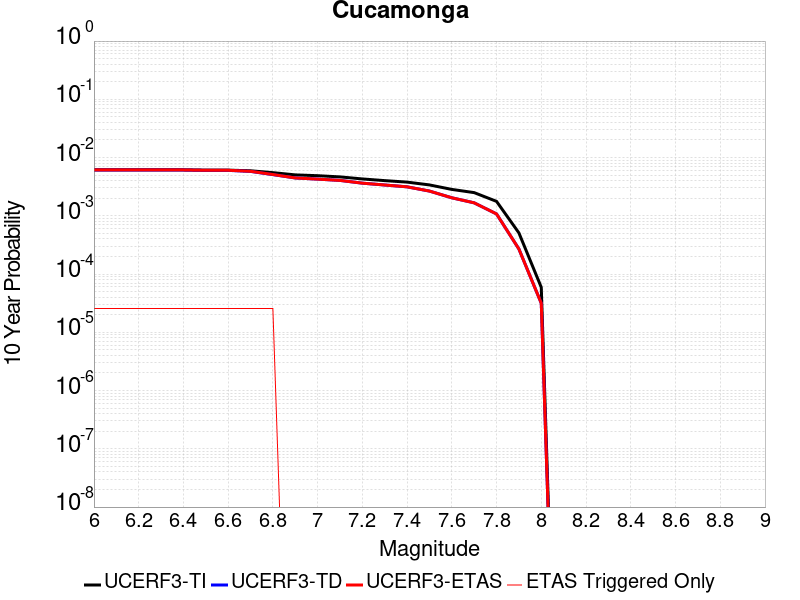 Cucamonga
10 0
10 -1
10 -2
10 -3
10 -4
10 -5
10 -6
10 -7
10 -8
10 Year Probability
6 6.2 6.4 6.6 6.8 7 7.2 7.4 7.6 7.8 8 8.2 8.4 8.6 8.8 9
Magnitude
UCERF3-TI UCERF3-TD UCERF3-ETAS ETAS Triggered Only